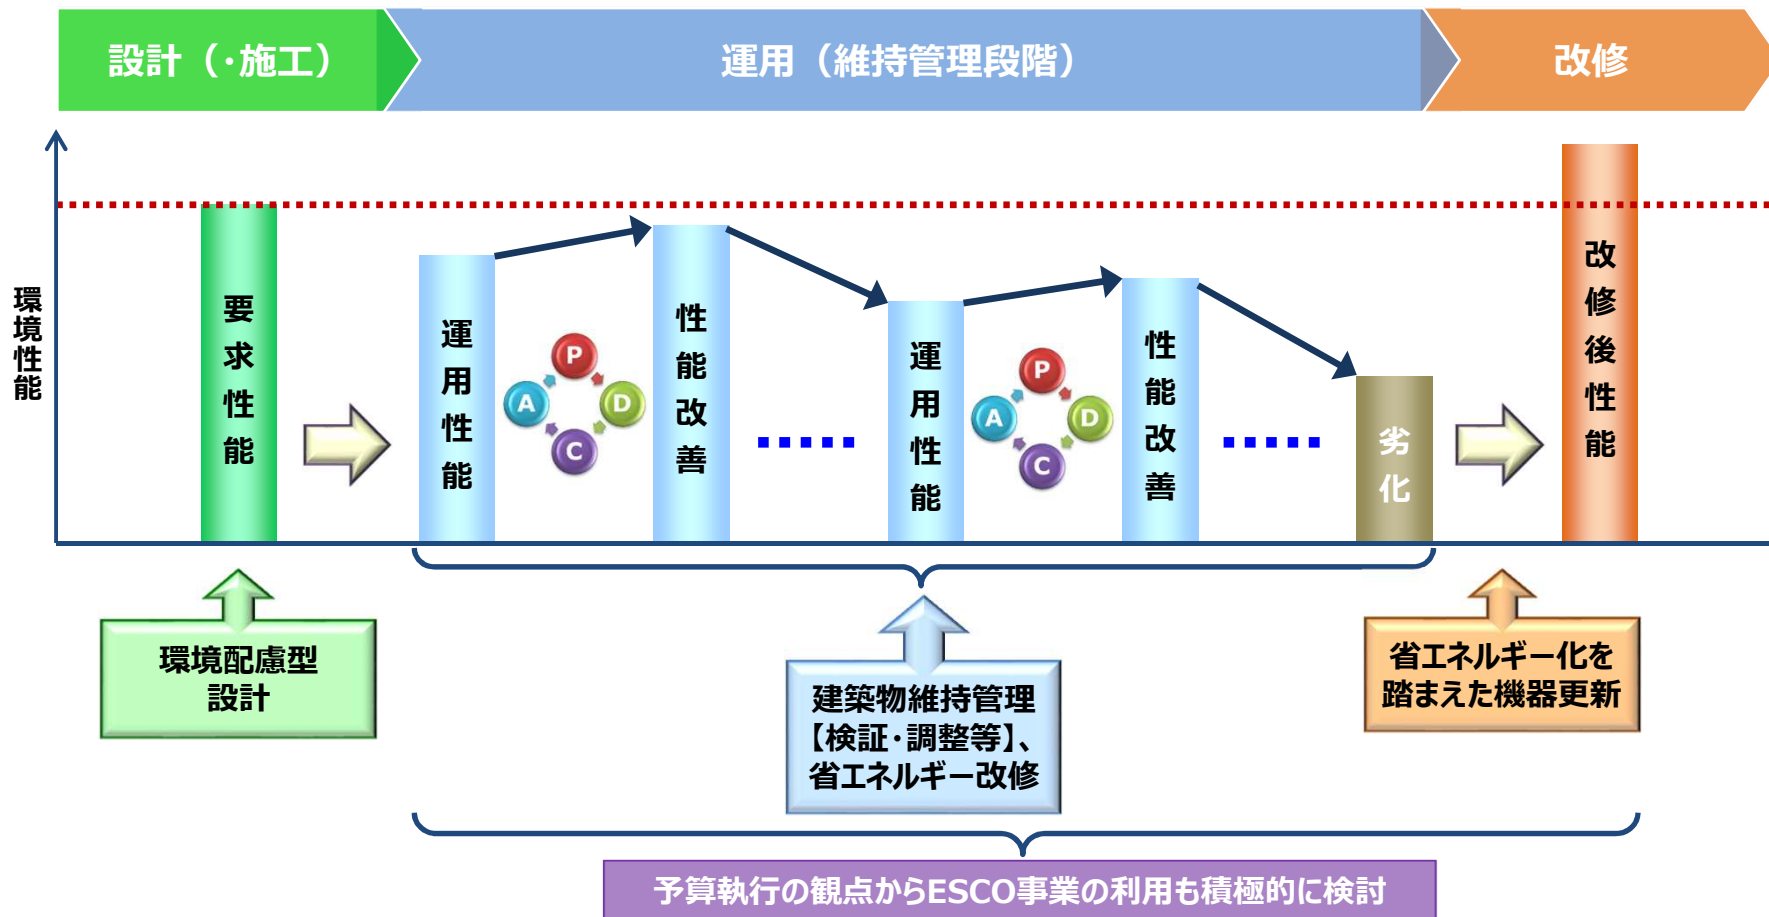 設計（・施工）
運用（維持管理段階）
改修
環境性能
要求性能
運用性能
P
D
C
A
性能改善
運用性能
P
D
C
A
性能改善
劣化
改修後性能
環境配慮型
設計
建築物維持管理
【検証・調整等】、
省エネルギー改修
省エネルギー化を
踏まえた機器更新
予算執行の観点からESCO事業の利用も積極的に検討